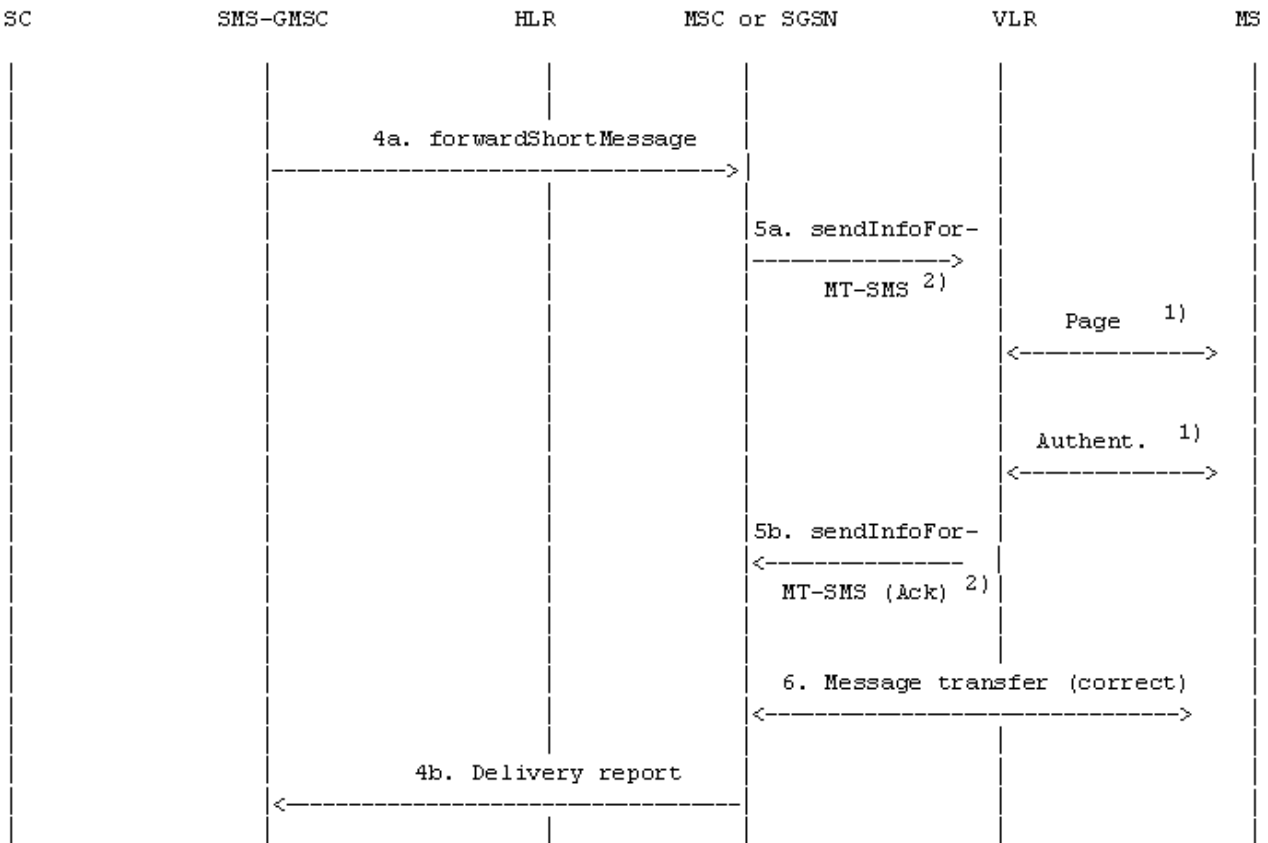 SC SMS-GMSC HLR MSC or SGSN VLR MS
4a. forwardShortMessage
5a. sendInfoFor-
MT-SMS 2)
Page 1)
Authent. 1)
5b. sendInfoFor-
MT-SMS (Ack) 2)
6. Message transfer (correct)
4b. Delivery report